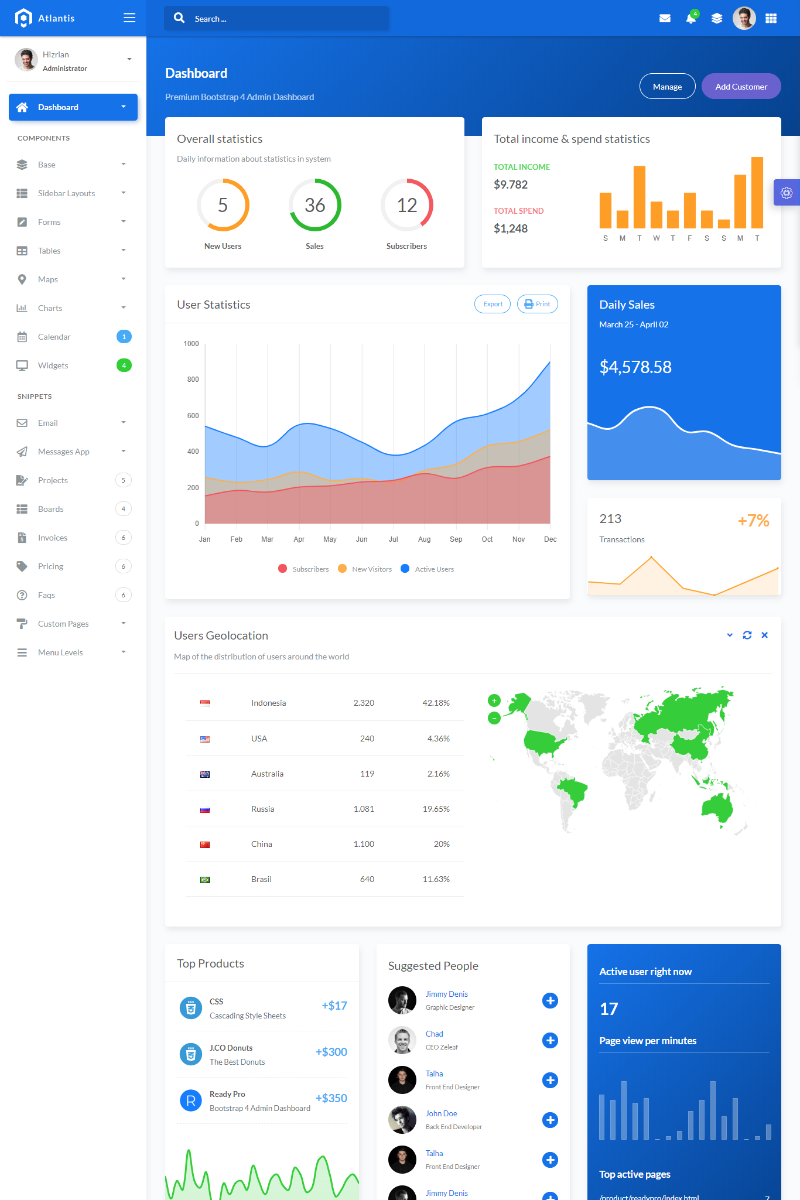 Atlantis
Search ...
4
Hizrian
Administrator
Dashboard
COMPONENTS
Base
Sidebar Layouts
Forms
Tables
Maps
Charts
Calendar 1
Widgets 4
SNIPPETS
Email
Messages App
Projects 5
Boards 4
Invoices 6
Pricing 6
Faqs 6
Custom Pages
Menu Levels
Dashboard
Premium Bootstrap 4 Admin Dashboard
Manage
Add Customer
Overall statistics
Daily information about statistics in system
5 36 12
New Users Sales Subscribers
Total income & spend statistics
TOTAL INCOME
$9.782
TOTAL SPEND
$1,248
S M T W T F S S M T
User Statistics
Export
Print
1000
800
600
400
200
0
Jan Feb Mar Apr May Jun Jul Aug Sep Oct Nov Dec
Subscribers New Visitors Active Users
Daily Sales
March 25 - April 02
$4,578.58
213 +7%
Transactions
Users Geolocation
Map of the distribution of users around the world
Indonesia 2.320 42.18%
USA 240 4.36%
Australia 119 2.16%
Russia 1.081 19.65%
China 1.100 20%
Brasil 640 11.63%
+
−
Top Products
CSS
Cascading Style Sheets
+$17
J.CO Donuts
The Best Donuts
+$300
Ready Pro
Bootstrap 4 Admin Dashboard
+$350
Suggested People
Jimmy Denis
Graphic Designer
Chad
CEO Zeleaf
Talha
Front End Designer
John Doe
Back End Developer
Talha
Front End Designer
Jimmy Denis
Active user right now
17
Page view per minutes
Top active pages
/product/readypro/index.html 7